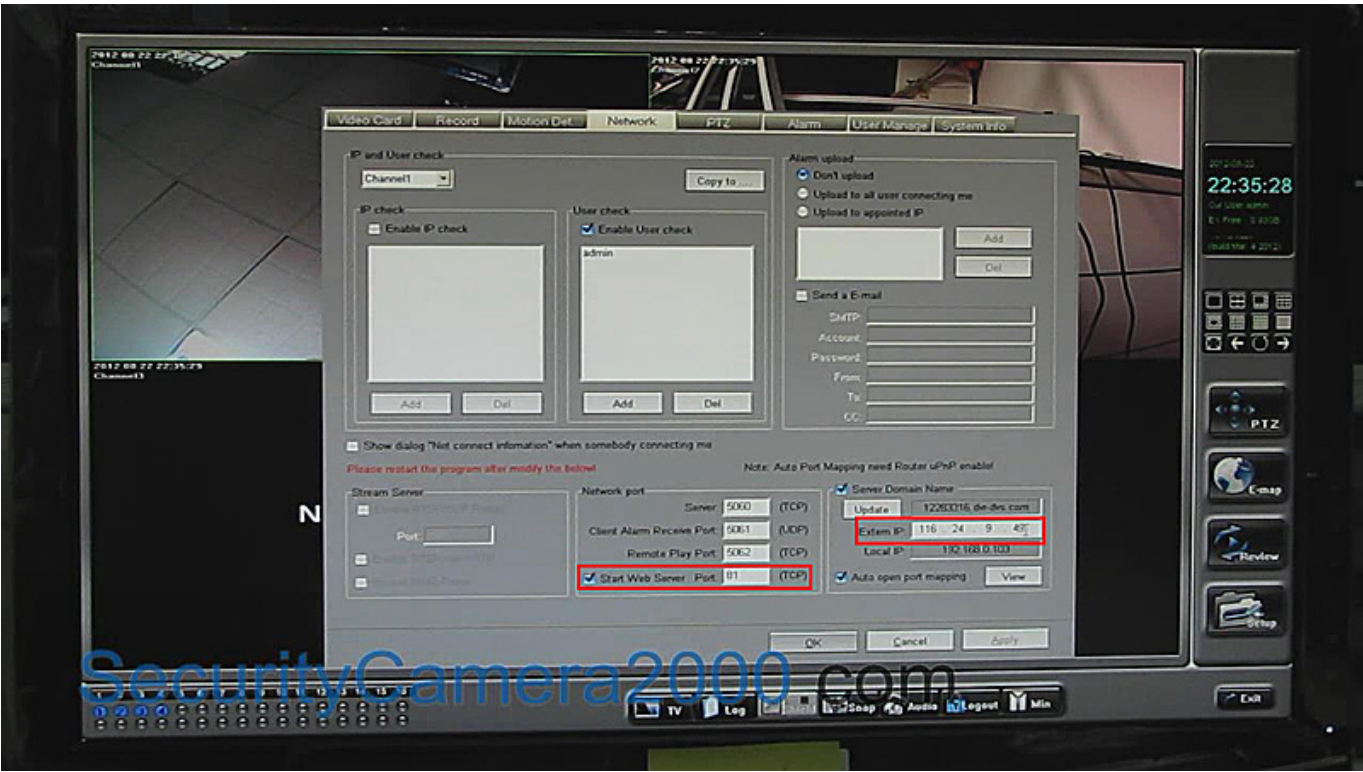 Channel1
22:35:29
Channel2
Video Card Record Motion Det. Network PTZ Alarm User Manage System Info
IP and User check
Channel1
Copy to ....
IP check
Enable IP check
Add Del
User check
Enable User check
admin
Add Del
Alarm upload
Don't upload
Upload to all user connecting me
Upload to appointed IP
Add
Del
Send a E-mail
SMTP:
Account:
Password:
From:
To:
CC:
Show dialog "Net connect infomation" when somebody connecting me
Please restart the program after modify the below!
Note: Auto Port Mapping need Router uPnP enable!
Stream Server
Port:
Network port
Server: 5060 (TCP)
Client Alarm Receive Port: 5061 (UDP)
Remote Play Port: 5062 (TCP)
Start Web Server Port: 81 (TCP)
Server Domain Name
Update 12283316.dvr-dvs.com
Extern IP: 116 . 24 . 9 . 49
Local IP: 192.168.0.103
Auto open port mapping View
OK Cancel Apply
2012 08 22 22:35:29
Channel3
N
2012-08-22
22:35:28
Cur User admin
PTZ
E-map
Review
Setup
Exit
SecurityCamera2000.com
TV Log Snap Audio Logout Min